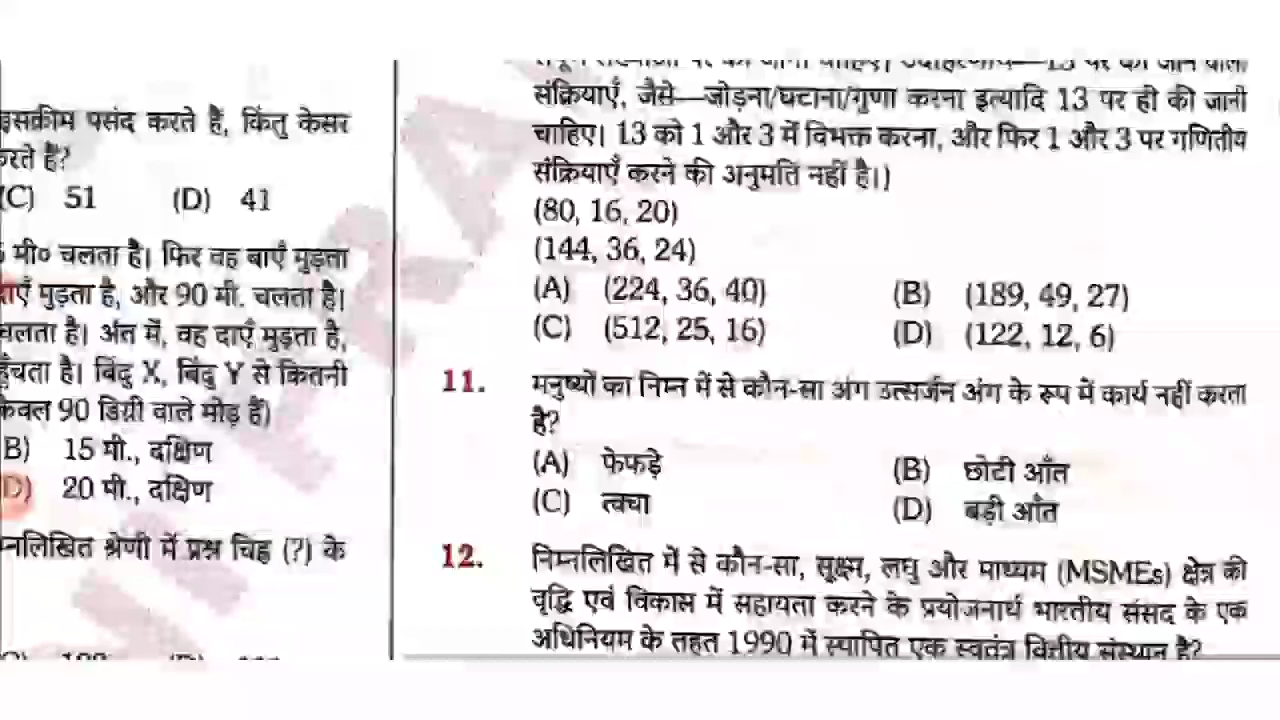 इसक्रीम पसंद करते हैं, किंतु केसर
करते हैं?
(C) 51 (D) 41
मी० चलता है। फिर वह बाएँ मुड़ता
दाएँ मुड़ता है, और 90 मी. चलता है।
चलता है। अंत में, वह दाएँ मुड़ता है,
हुँचता है। बिंदु X, बिंदु Y से कितनी
केवल 90 डिग्री वाले मोड़ हैं)
B) 15 मी., दक्षिण
D) 20 मी., दक्षिण
म्नलिखित श्रेणी में प्रश्न चिह्न (?) के
संक्रियाएँ, जैसे—जोड़ना/घटाना/गुणा करना इत्यादि 13 पर ही की जानी
चाहिए। 13 को 1 और 3 में विभक्त करना, और फिर 1 और 3 पर गणितीय
संक्रियाएँ करने की अनुमति नहीं है।)
(80, 16, 20)
(144, 36, 24)
(A) (224, 36, 40) (B) (189, 49, 27)
(C) (512, 25, 16) (D) (122, 12, 6)
11. मनुष्यों का निम्न में से कौन-सा अंग उत्सर्जन अंग के रूप में कार्य नहीं करता
है?
(A) फेफड़े (B) छोटी आँत
(C) त्वचा (D) बड़ी आँत
12. निम्नलिखित में से कौन-सा, सूक्ष्म, लघु और माध्यम (MSMEs) क्षेत्र की
वृद्धि एवं विकास में सहायता करने के प्रयोजनार्थ भारतीय संसद के एक
अधिनियम के तहत 1990 में स्थापित एक स्वतंत्र वित्तीय संस्थान है?